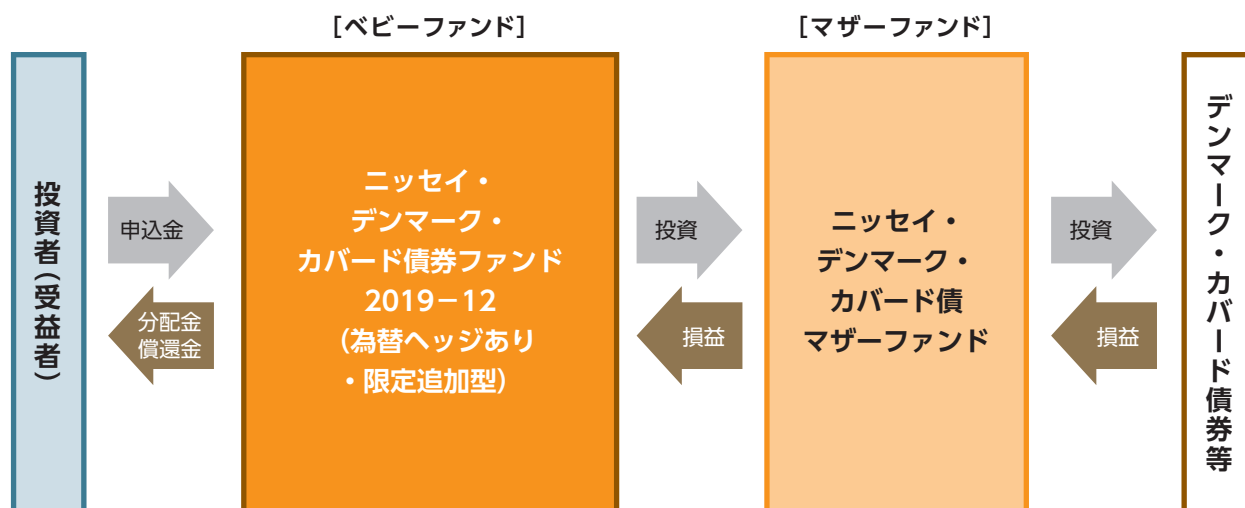 ［ベビーファンド］
［マザーファンド］
投資者（受益者）
申込金
分配金
償還金
ニッセイ・
デンマーク・
カバード債券ファンド
2019－12
（為替ヘッジあり
・限定追加型）
投資
損益
ニッセイ・
デンマーク・
カバード債
マザーファンド
投資
損益
デンマーク・カバード債券等